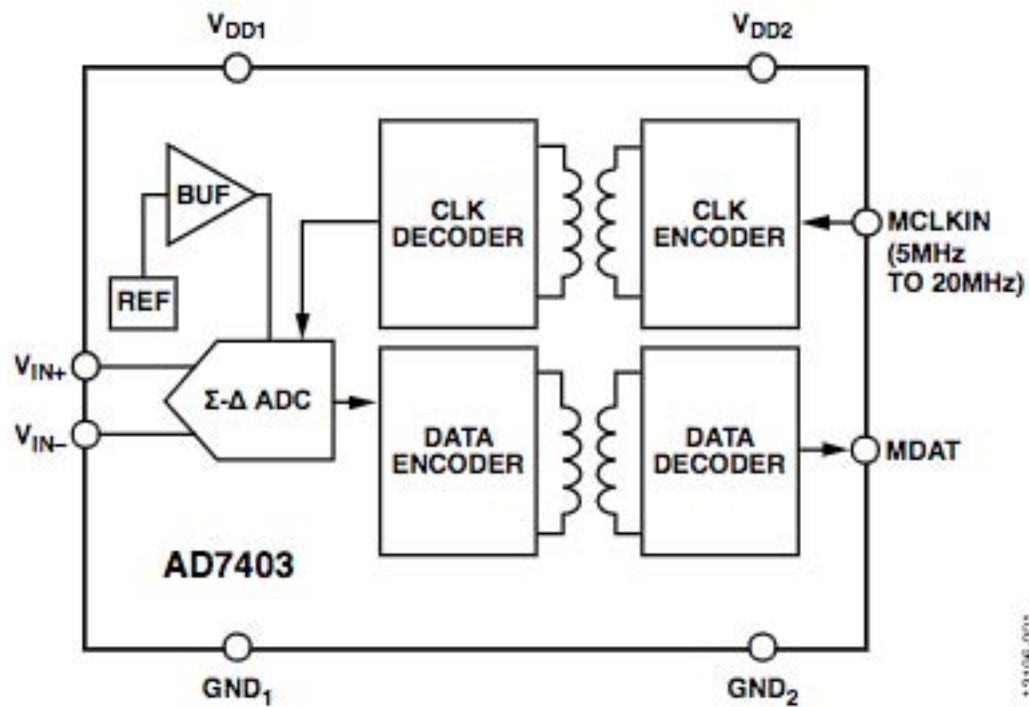 VDD1
VDD2
BUF
REF
CLK
DECODER
CLK
ENCODER
MCLKIN
(5MHz
TO 20MHz)
VIN+
VIN–
Σ-Δ ADC
DATA
ENCODER
DATA
DECODER
MDAT
AD7403
GND1
GND2